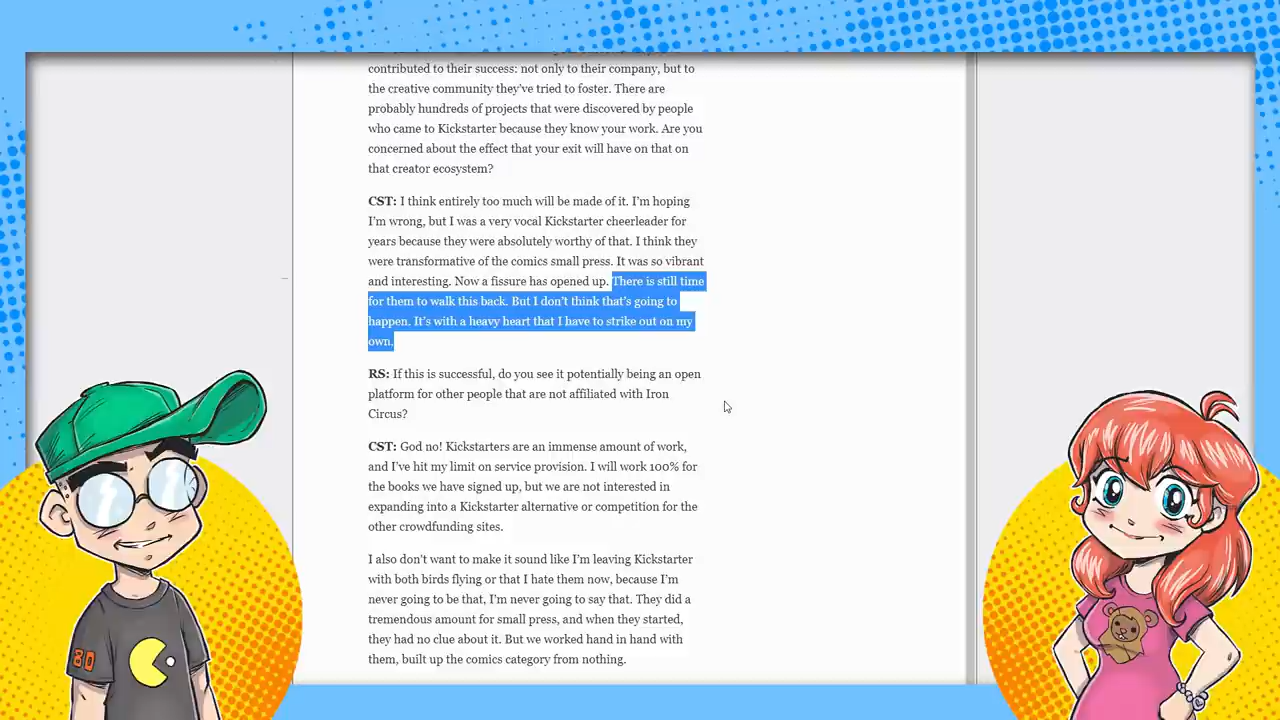 contributed to their success: not only to their company, but to
the creative community they've tried to foster. There are
probably hundreds of projects that were discovered by people
who came to Kickstarter because they know your work. Are you
concerned about the effect that your exit will have on that on
that creator ecosystem?
CST: I think entirely too much will be made of it. I'm hoping
I'm wrong, but I was a very vocal Kickstarter cheerleader for
years because they were absolutely worthy of that. I think they
were transformative of the comics small press. It was so vibrant
and interesting. Now a fissure has opened up. There is still time
for them to walk this back. But I don't think that's going to
happen. It's with a heavy heart that I have to strike out on my
own.
RS: If this is successful, do you see it potentially being an open
platform for other people that are not affiliated with Iron
Circus?
CST: God no! Kickstarters are an immense amount of work,
and I've hit my limit on service provision. I will work 100% for
the books we have signed up, but we are not interested in
expanding into a Kickstarter alternative or competition for the
other crowdfunding sites.
I also don't want to make it sound like I'm leaving Kickstarter
with both birds flying or that I hate them now, because I'm
never going to be that, I'm never going to say that. They did a
tremendous amount for small press, and when they started,
they had no clue about it. But we worked hand in hand with
them, built up the comics category from nothing.
80